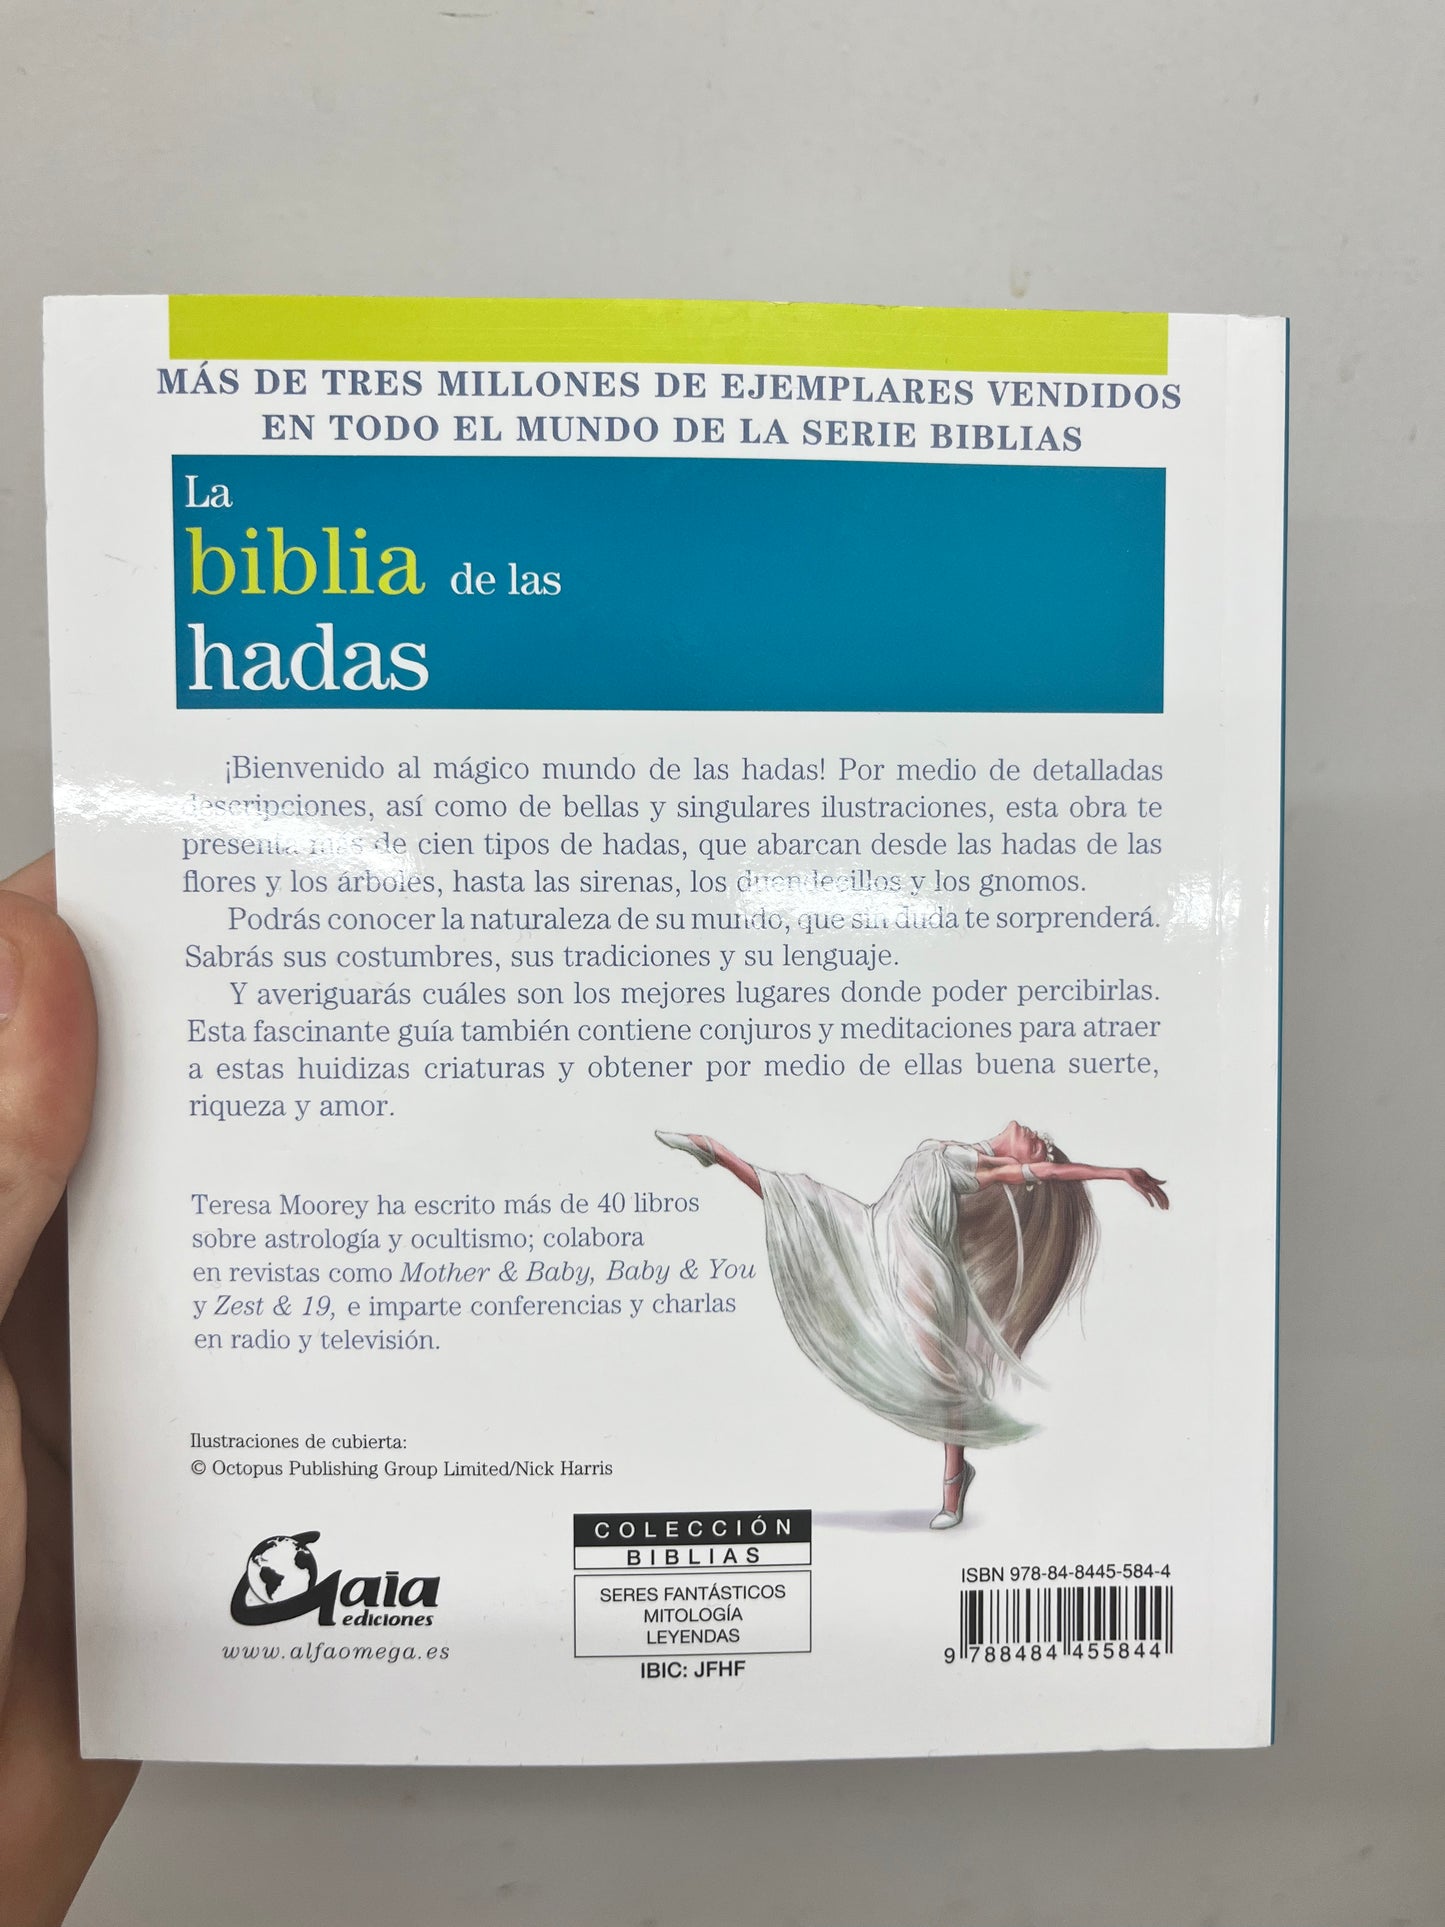 MÁS DE TRES MILLONES DE EJEMPLARES VENDIDOS
EN TODO EL MUNDO DE LA SERIE BIBLIAS
La
biblia de las
hadas
¡Bienvenido al mágico mundo de las hadas! Por medio de detalladas
descripciones, así como de bellas y singulares ilustraciones, esta obra te
presenta más de cien tipos de hadas, que abarcan desde las hadas de las
flores y los árboles, hasta las sirenas, los duendecillos y los gnomos.
Podrás conocer la naturaleza de su mundo, que sin duda te sorprenderá.
Sabrás sus costumbres, sus tradiciones y su lenguaje.
Y averiguarás cuáles son los mejores lugares donde poder percibirlas.
Esta fascinante guía también contiene conjuros y meditaciones para atraer
a estas huidizas criaturas y obtener por medio de ellas buena suerte,
riqueza y amor.
Teresa Moorey ha escrito más de 40 libros
sobre astrología y ocultismo; colabora
en revistas como Mother & Baby, Baby & You
y Zest & 19, e imparte conferencias y charlas
en radio y televisión.
Ilustraciones de cubierta:
© Octopus Publishing Group Limited/Nick Harris
Gaia
ediciones
www.alfaomega.es
COLECCIÓN
BIBLIAS
SERES FANTÁSTICOS
MITOLOGÍA
LEYENDAS
IBIC: JFHF
ISBN 978-84-8445-584-4
9 788484 455844